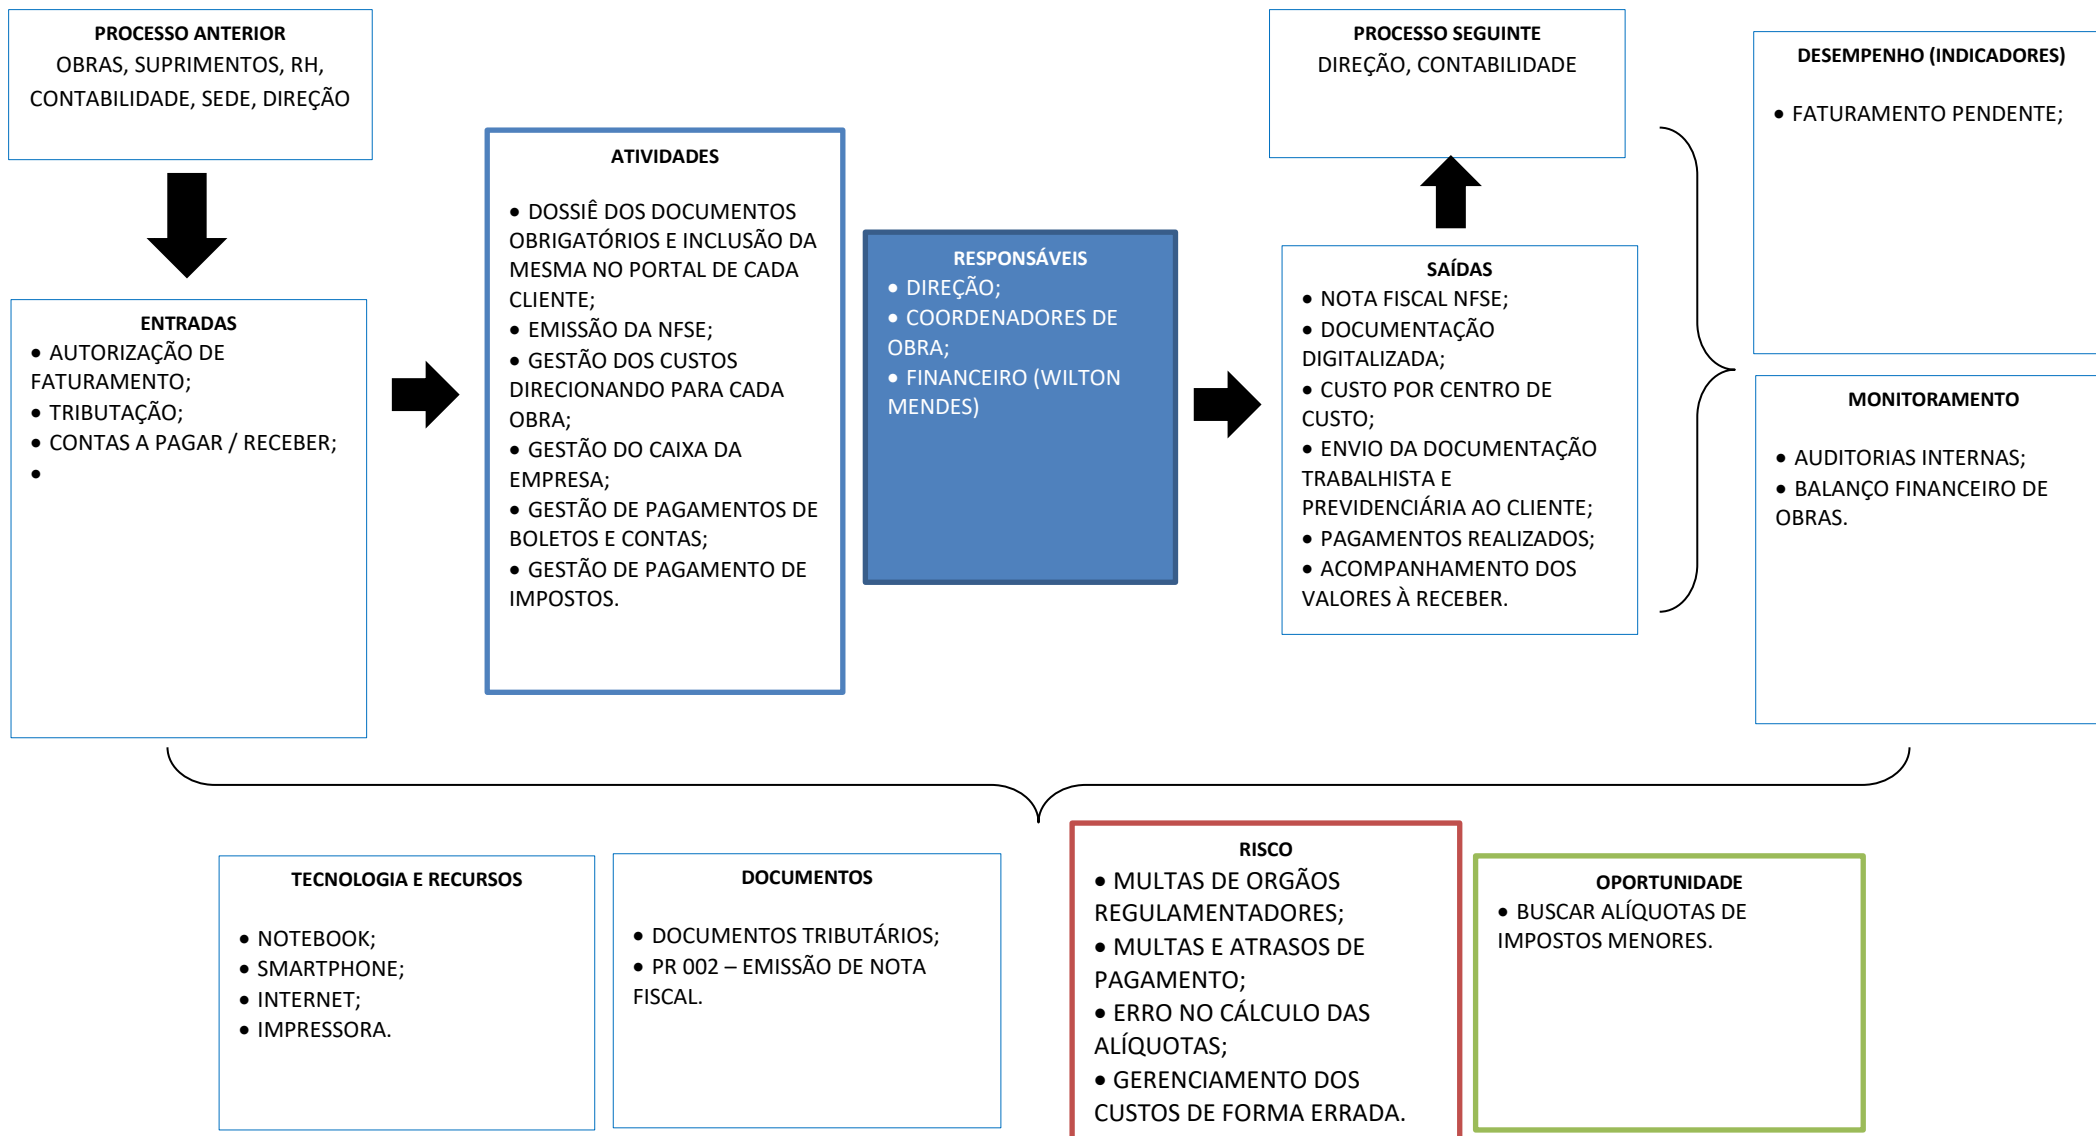 PROCESSO ANTERIOR
OBRAS, SUPRIMENTOS, RH,
CONTABILIDADE, SEDE, DIREÇÃO
ENTRADAS
• AUTORIZAÇÃO DE
FATURAMENTO;
• TRIBUTAÇÃO;
• CONTAS A PAGAR / RECEBER;
•
ATIVIDADES
• DOSSIÊ DOS DOCUMENTOS
OBRIGATÓRIOS E INCLUSÃO DA
MESMA NO PORTAL DE CADA
CLIENTE;
• EMISSÃO DA NFSE;
• GESTÃO DOS CUSTOS
DIRECIONANDO PARA CADA
OBRA;
• GESTÃO DO CAIXA DA
EMPRESA;
• GESTÃO DE PAGAMENTOS DE
BOLETOS E CONTAS;
• GESTÃO DE PAGAMENTO DE
IMPOSTOS.
RESPONSÁVEIS
• DIREÇÃO;
• COORDENADORES DE
OBRA;
• FINANCEIRO (WILTON
MENDES)
PROCESSO SEGUINTE
DIREÇÃO, CONTABILIDADE
SAÍDAS
• NOTA FISCAL NFSE;
• DOCUMENTAÇÃO
DIGITALIZADA;
• CUSTO POR CENTRO DE
CUSTO;
• ENVIO DA DOCUMENTAÇÃO
TRABALHISTA E
PREVIDENCIÁRIA AO CLIENTE;
• PAGAMENTOS REALIZADOS;
• ACOMPANHAMENTO DOS
VALORES À RECEBER.
DESEMPENHO (INDICADORES)
• FATURAMENTO PENDENTE;
MONITORAMENTO
• AUDITORIAS INTERNAS;
• BALANÇO FINANCEIRO DE
OBRAS.
TECNOLOGIA E RECURSOS
• NOTEBOOK;
• SMARTPHONE;
• INTERNET;
• IMPRESSORA.
DOCUMENTOS
• DOCUMENTOS TRIBUTÁRIOS;
• PR 002 – EMISSÃO DE NOTA
FISCAL.
RISCO
• MULTAS DE ORGÃOS
REGULAMENTADORES;
• MULTAS E ATRASOS DE
PAGAMENTO;
• ERRO NO CÁLCULO DAS
ALÍQUOTAS;
• GERENCIAMENTO DOS
CUSTOS DE FORMA ERRADA.
OPORTUNIDADE
• BUSCAR ALÍQUOTAS DE
IMPOSTOS MENORES.